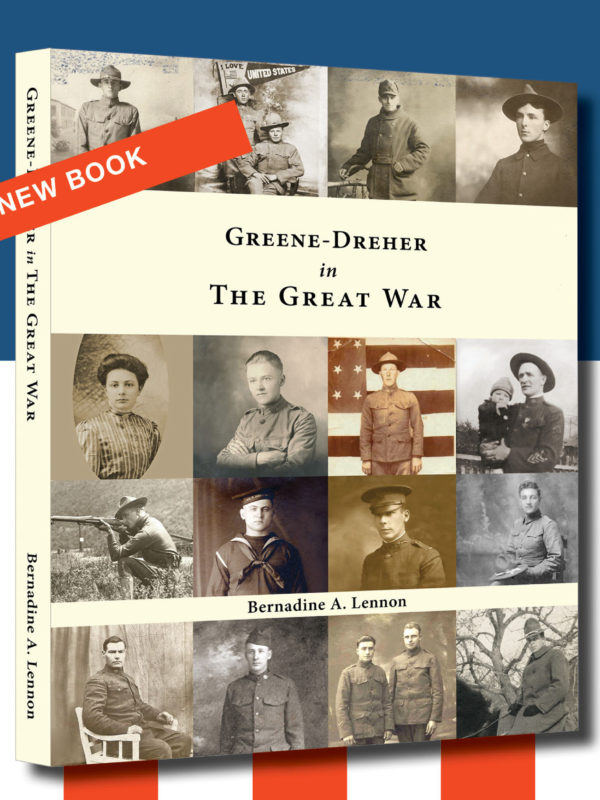 I LOVE
UNITED STATES
NEW BOOK
GREENE-DREHER
in
THE GREAT WAR
Bernadine A. Lennon
GREENE-DREHER in THE GREAT WAR
Bernadine A. Lennon